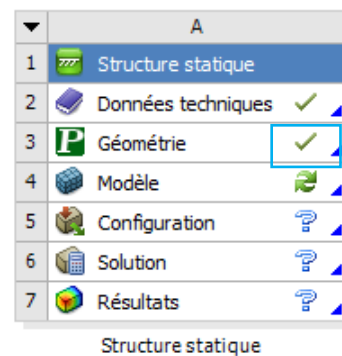 A
1 Structure statique
2 Données techniques
3 P Géométrie
4 Modèle
5 Configuration ?
6 Solution ?
7 Résultats ?
Structure statique